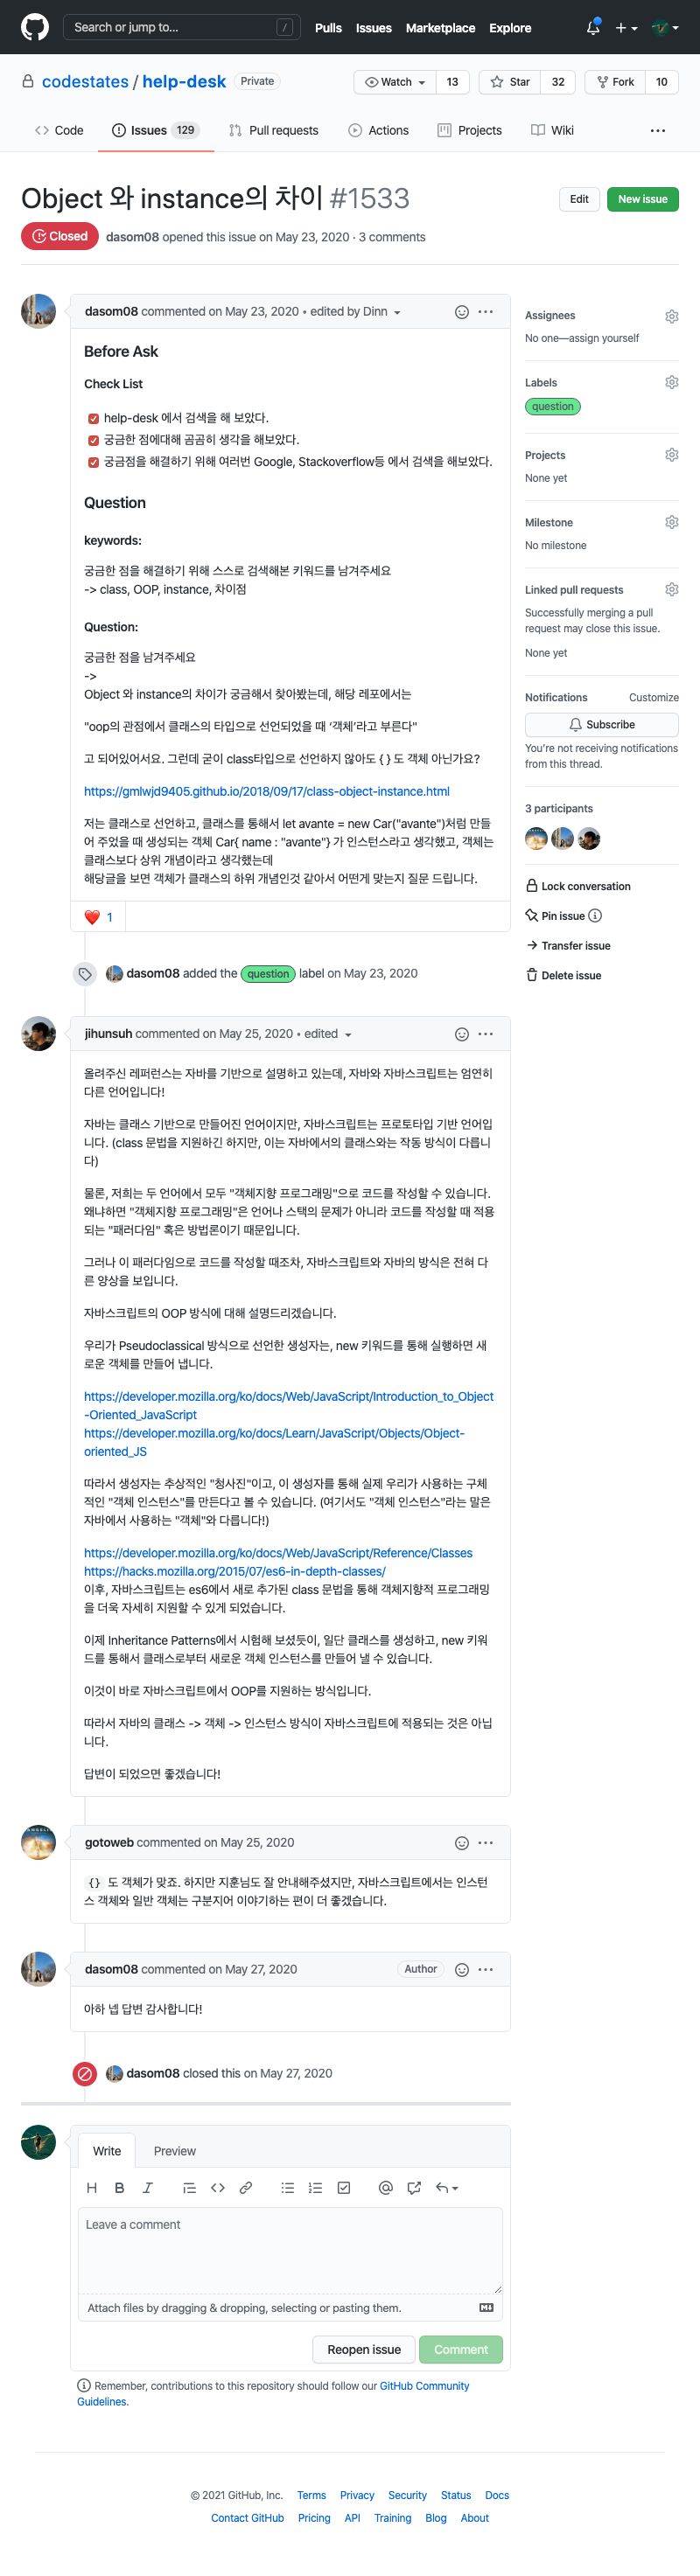 Search or jump to... /
Pulls Issues Marketplace Explore
codestates / help-desk Private
Watch 13 Star 32 Fork 10
Code Issues 129 Pull requests Actions Projects Wiki
Object 와 instance의 차이 #1533
Edit New issue
Closed dasom08 opened this issue on May 23, 2020 · 3 comments
dasom08 commented on May 23, 2020 • edited by Dinn
Before Ask
Check List
help-desk 에서 검색을 해 보았다.
궁금한 점에대해 곰곰히 생각을 해보았다.
궁금점을 해결하기 위해 여러번 Google, Stackoverflow등 에서 검색을 해보았다.
Question
keywords:
궁금한 점을 해결하기 위해 스스로 검색해본 키워드를 남겨주세요
-> class, OOP, instance, 차이점
Question:
궁금한 점을 남겨주세요
->
Object 와 instance의 차이가 궁금해서 찾아봤는데, 해당 레포에서는
"oop의 관점에서 클래스의 타입으로 선언되었을 때 ‘객체’라고 부른다"
고 되어있어서요. 그런데 굳이 class타입으로 선언하지 않아도 { } 도 객체 아닌가요?
https://gmlwjd9405.github.io/2018/09/17/class-object-instance.html
저는 클래스로 선언하고, 클래스를 통해서 let avante = new Car("avante")처럼 만들
어 주었을 때 생성되는 객체 Car{ name : "avante"} 가 인스턴스라고 생각했고, 객체는
클래스보다 상위 개념이라고 생각했는데
해당글을 보면 객체가 클래스의 하위 개념인것 같아서 어떤게 맞는지 질문 드립니다.
❤️ 1
dasom08 added the question label on May 23, 2020
jihunsuh commented on May 25, 2020 • edited
올려주신 레퍼런스는 자바를 기반으로 설명하고 있는데, 자바와 자바스크립트는 엄연히
다른 언어입니다!
자바는 클래스 기반으로 만들어진 언어이지만, 자바스크립트는 프로토타입 기반 언어입
니다. (class 문법을 지원하긴 하지만, 이는 자바에서의 클래스와는 작동 방식이 다릅니
다)
물론, 저희는 두 언어에서 모두 "객체지향 프로그래밍"으로 코드를 작성할 수 있습니다.
왜냐하면 "객체지향 프로그래밍"은 언어나 스택의 문제가 아니라 코드를 작성할 때 적용
되는 "패러다임" 혹은 방법론이기 때문입니다.
그러나 이 패러다임으로 코드를 작성할 때조차, 자바스크립트와 자바의 방식은 전혀 다
른 양상을 보입니다.
자바스크립트의 OOP 방식에 대해 설명드리겠습니다.
우리가 Pseudoclassical 방식으로 선언한 생성자는, new 키워드를 통해 실행하면 새
로운 객체를 만들어 냅니다.
https://developer.mozilla.org/ko/docs/Web/JavaScript/Introduction_to_Object
-Oriented_JavaScript
https://developer.mozilla.org/ko/docs/Learn/JavaScript/Objects/Object-
oriented_JS
따라서 생성자는 추상적인 "청사진"이고, 이 생성자를 통해 실제 우리가 사용하는 구체
적인 "객체 인스턴스"를 만든다고 볼 수 있습니다. (여기서도 "객체 인스턴스"라는 말은
자바에서 사용하는 "객체"와 다릅니다!)
https://developer.mozilla.org/ko/docs/Web/JavaScript/Reference/Classes
https://hacks.mozilla.org/2015/07/es6-in-depth-classes/
이후, 자바스크립트는 es6에서 새로 추가된 class 문법을 통해 객체지향적 프로그래밍
을 더욱 자세히 지원할 수 있게 되었습니다.
이제 Inheritance Patterns에서 시험해 보셨듯이, 일단 클래스를 생성하고, new 키워
드를 통해서 클래스로부터 새로운 객체 인스턴스를 만들어 낼 수 있습니다.
이것이 바로 자바스크립트에서 OOP를 지원하는 방식입니다.
따라서 자바의 클래스 -> 객체 -> 인스턴스 방식이 자바스크립트에 적용되는 것은 아닙
니다.
답변이 되었으면 좋겠습니다!
gotoweb commented on May 25, 2020
{} 도 객체가 맞죠. 하지만 지훈님도 잘 안내해주셨지만, 자바스크립트에서는 인스턴
스 객체와 일반 객체는 구분지어 이야기하는 편이 더 좋겠습니다.
dasom08 commented on May 27, 2020 Author
아하 넵 답변 감사합니다!
dasom08 closed this on May 27, 2020
Write Preview
Leave a comment
Attach files by dragging & dropping, selecting or pasting them.
Reopen issue Comment
Remember, contributions to this repository should follow our GitHub Community
Guidelines.
Assignees
No one—assign yourself
Labels
question
Projects
None yet
Milestone
No milestone
Linked pull requests
Successfully merging a pull
request may close this issue.
None yet
Notifications Customize
Subscribe
You’re not receiving notifications
from this thread.
3 participants
Lock conversation
Pin issue
Transfer issue
Delete issue
© 2021 GitHub, Inc. Terms Privacy Security Status Docs
Contact GitHub Pricing API Training Blog About